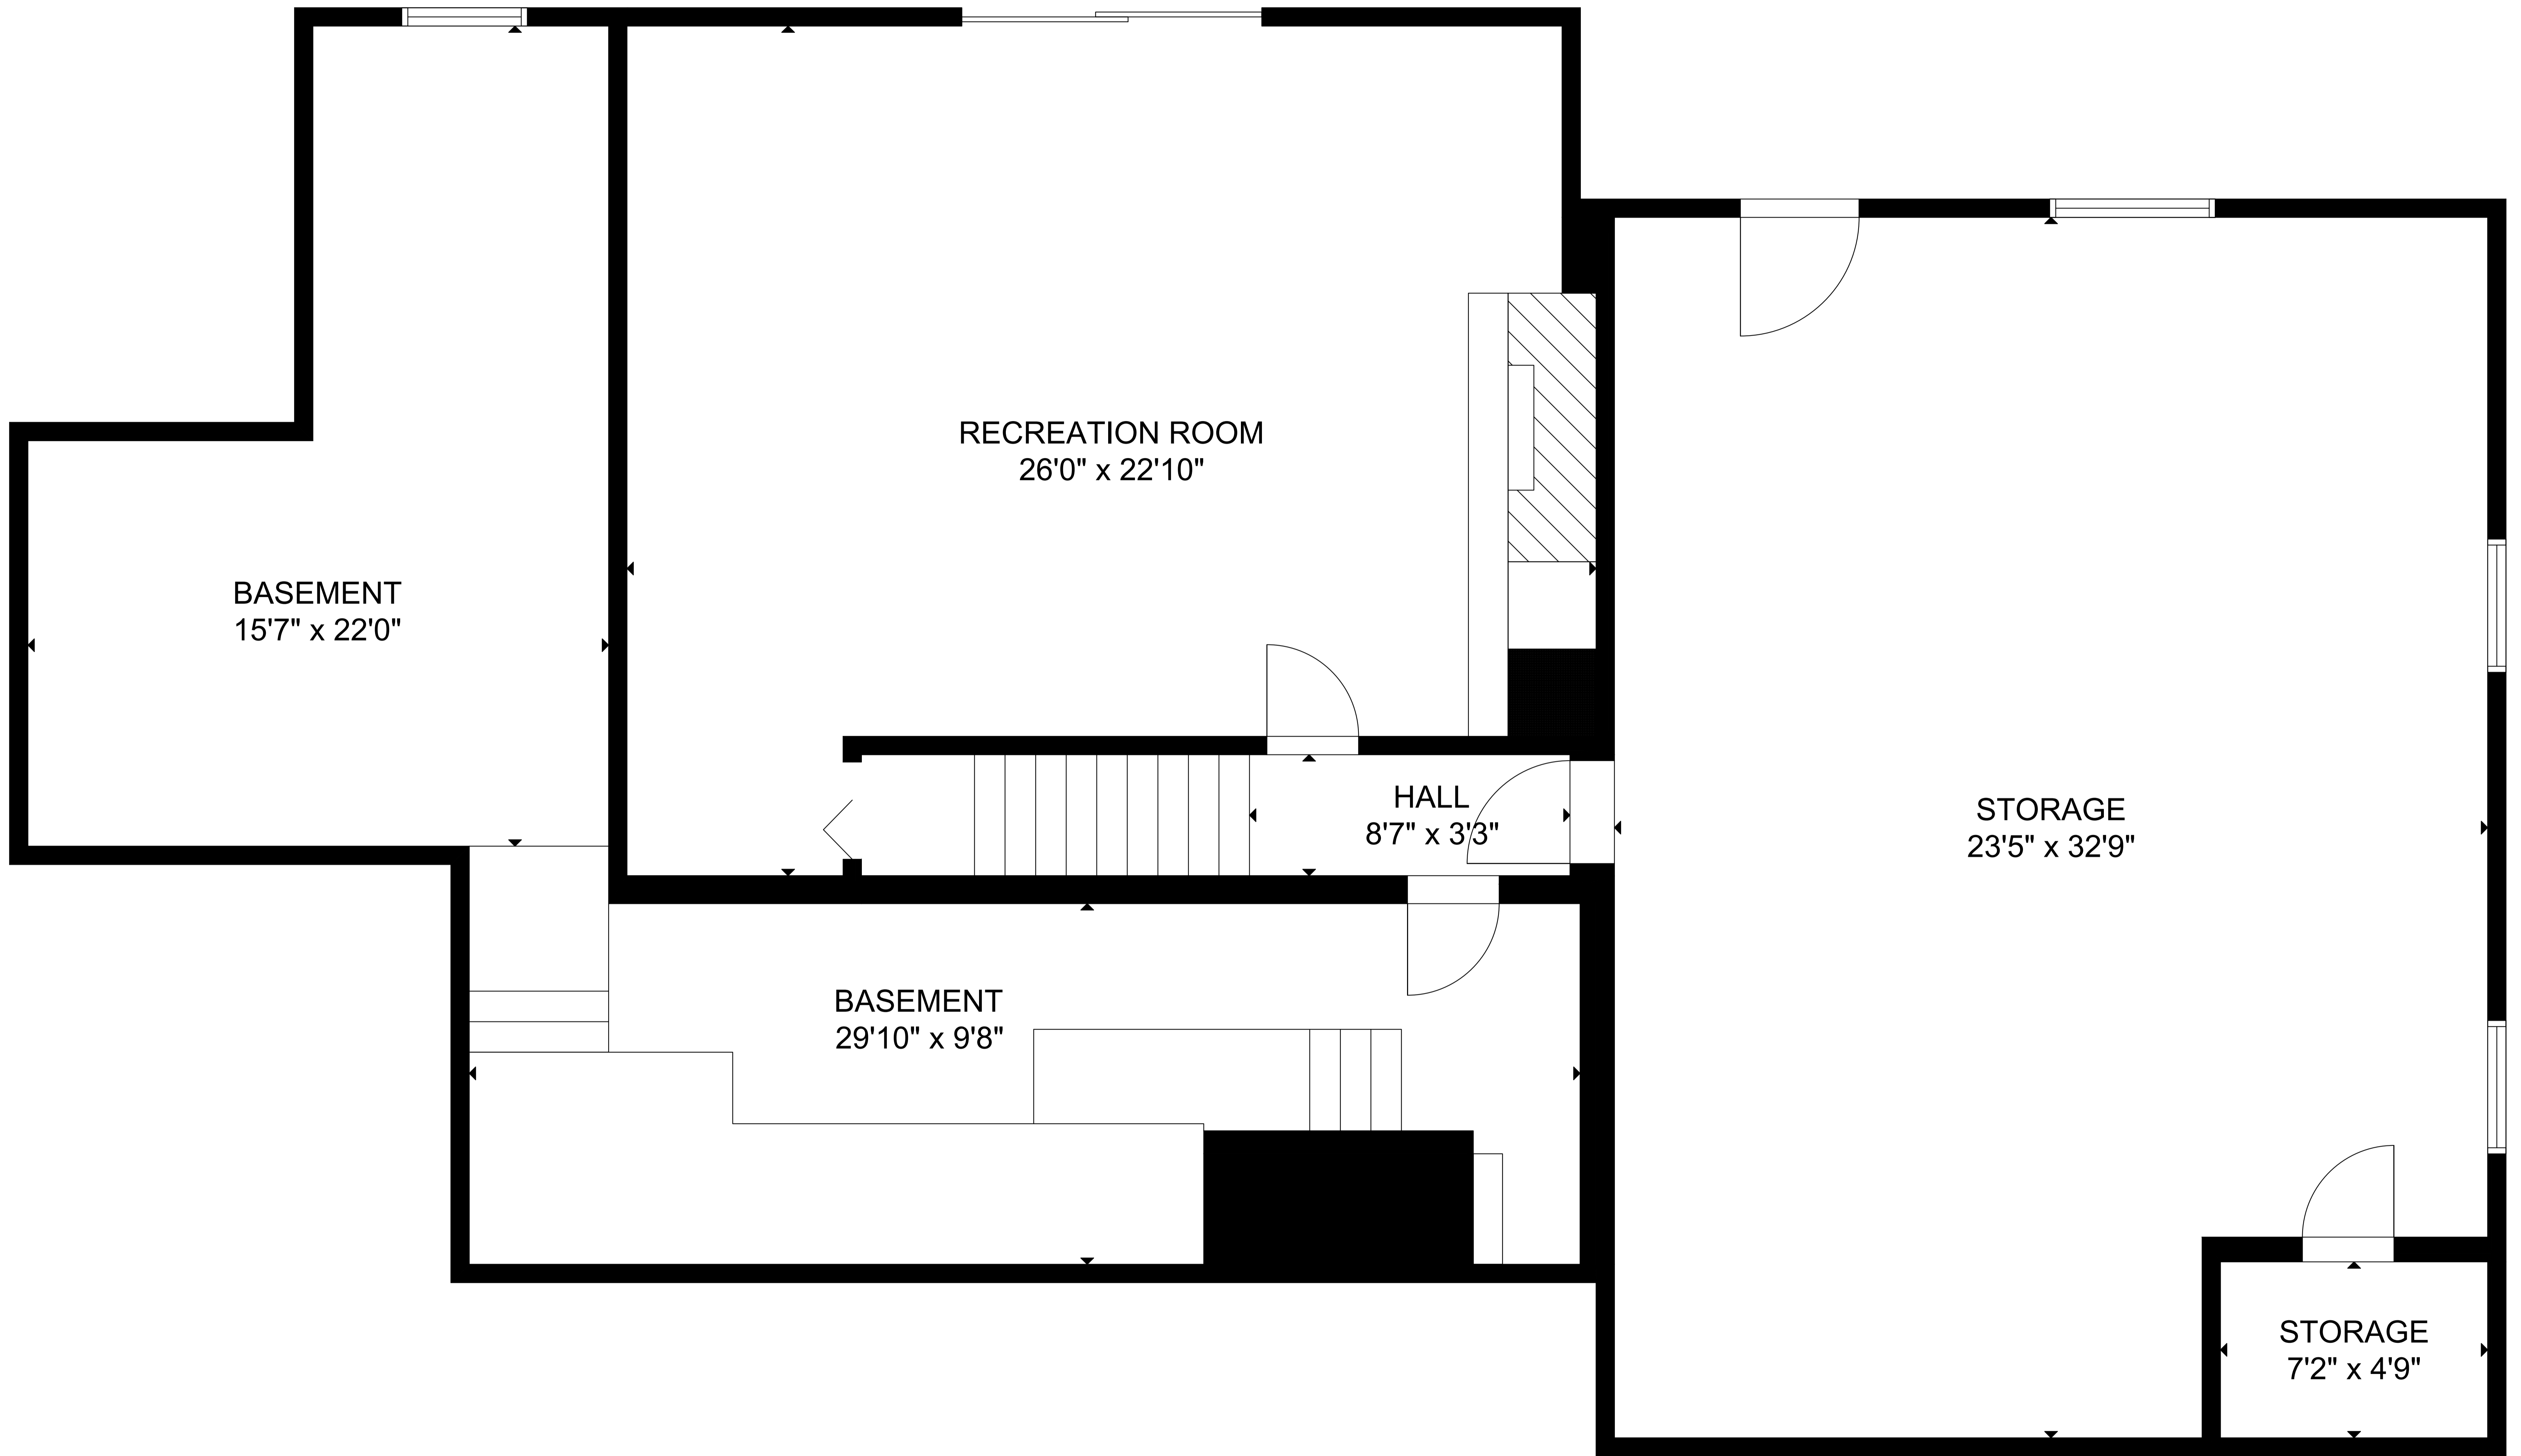 RECREATION ROOM
26'0" x 22'10"
BASEMENT
15'7" x 22'0"
HALL
8'7" x 3'3"
STORAGE
23'5" x 32'9"
BASEMENT
29'10" x 9'8"
STORAGE
7'2" x 4'9"